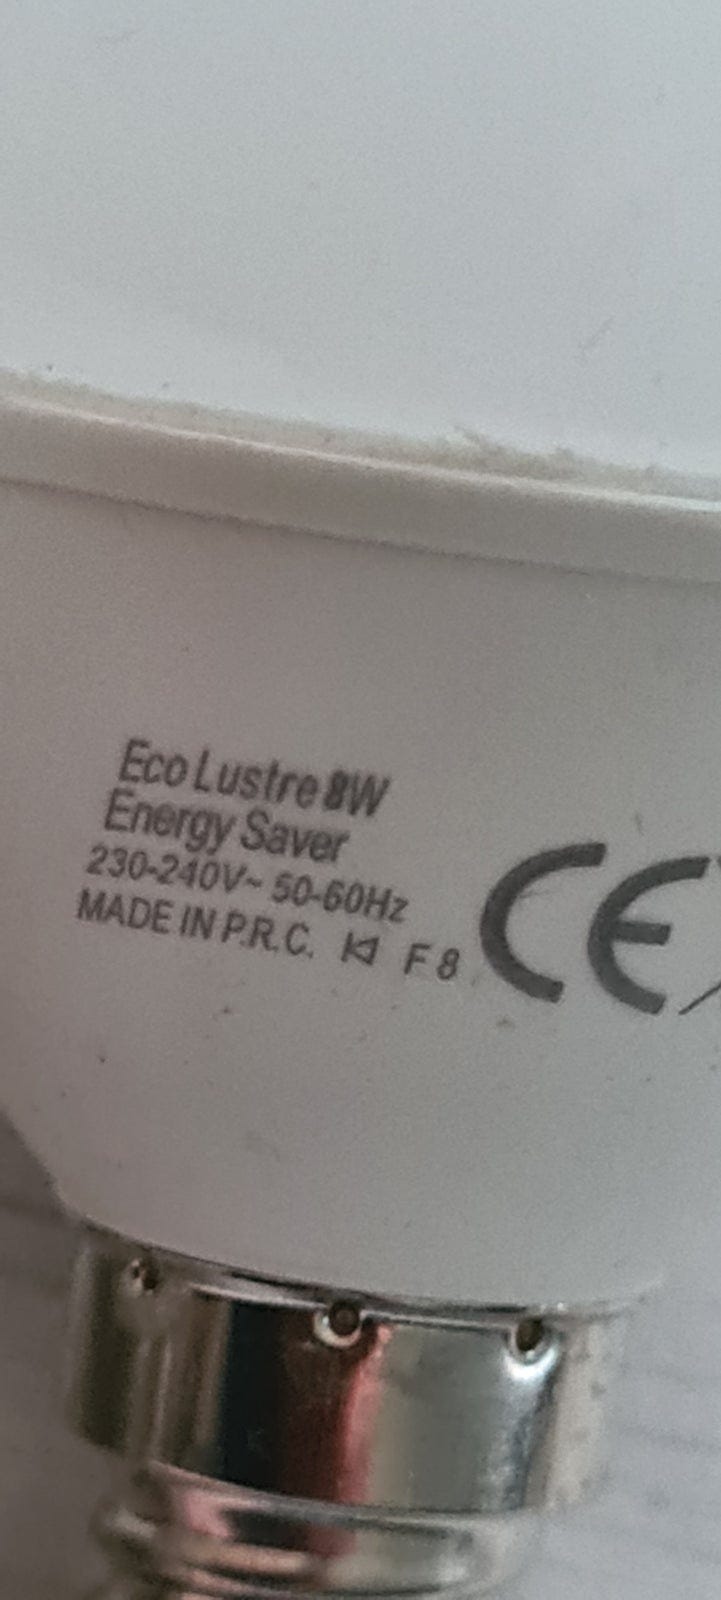 Eco Lustre 8W
Energy Saver
230-240V~ 50-60Hz
MADE IN P.R.C. F8
CE